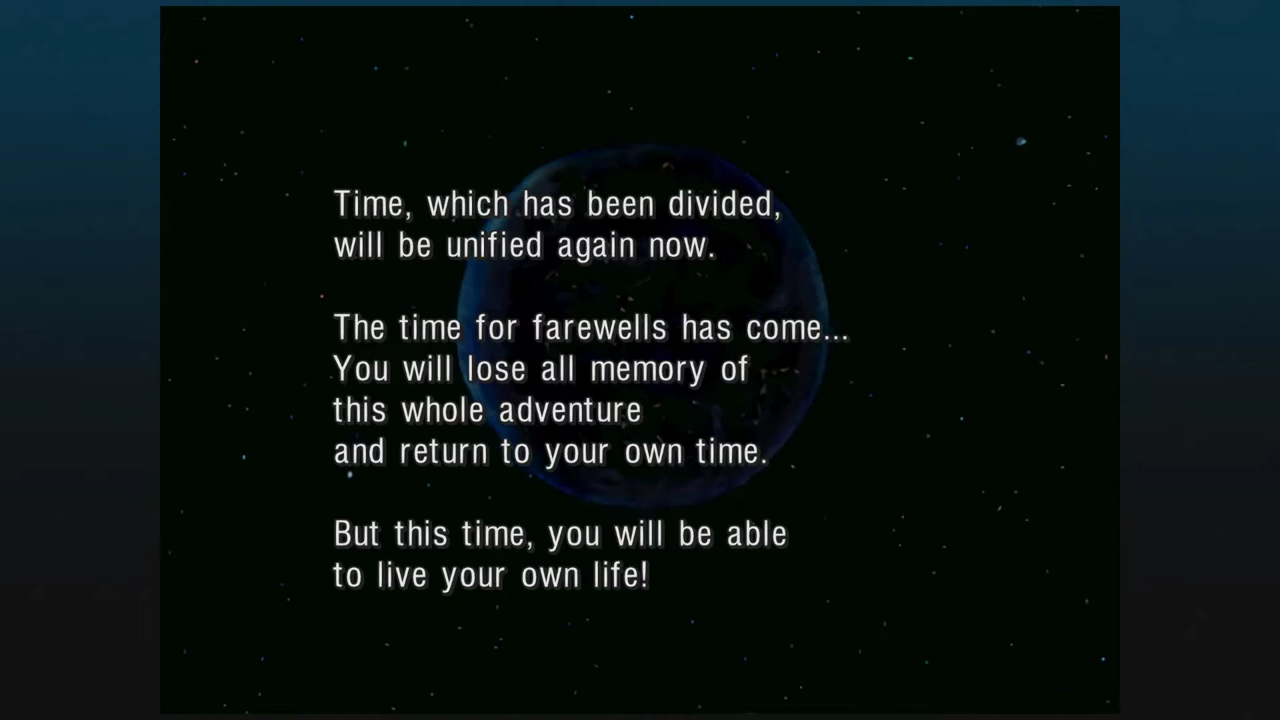 Time, which has been divided,
will be unified again now.
The time for farewells has come...
You will lose all memory of
this whole adventure
and return to your own time.
But this time, you will be able
to live your own life!